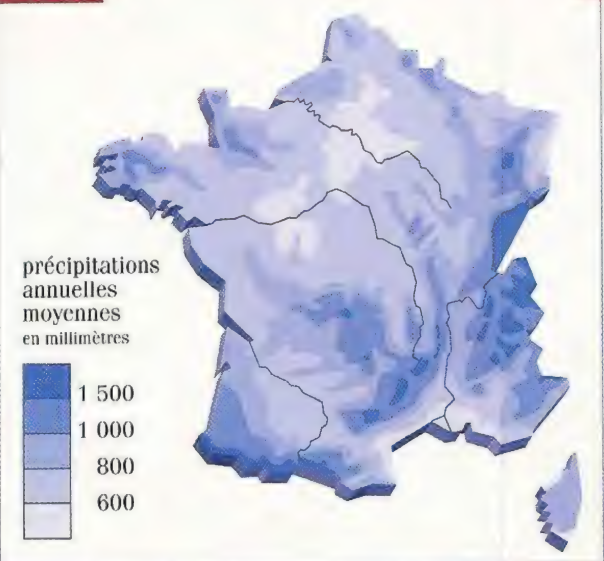 précipitations
annuelles
moyennes
en millimètres
1 500
1 000
800
600